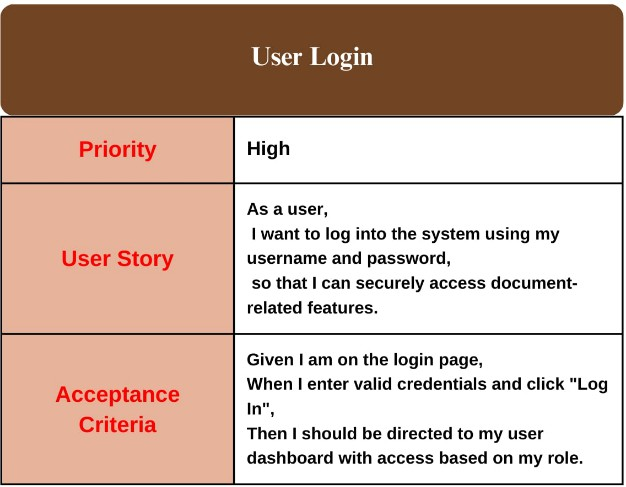 User Login
Priority
High
User Story
As a user,
I want to log into the system using my
username and password,
so that I can securely access document-
related features.
Acceptance
Criteria
Given I am on the login page,
When I enter valid credentials and click "Log
In",
Then I should be directed to my user
dashboard with access based on my role.